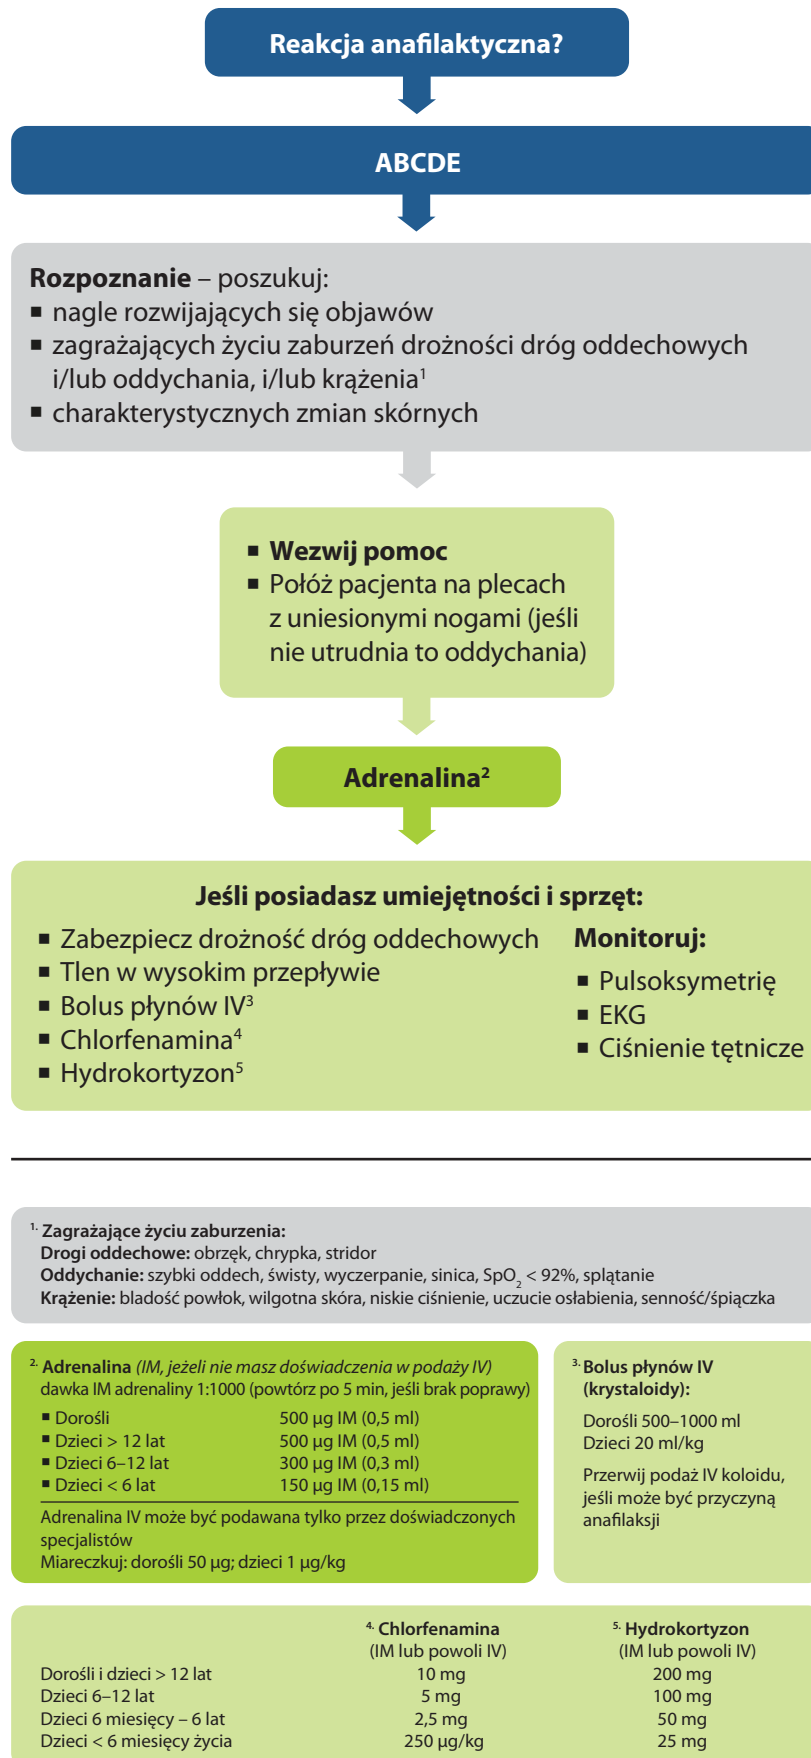 Reakcja anafilaktyczna?
ABCDE
Rozpoznanie – poszukuj:
▪ nagle rozwijających się objawów
▪ zagrażających życiu zaburzeń drożności dróg oddechowych
i/lub oddychania, i/lub krążenia¹
▪ charakterystycznych zmian skórnych
▪ Wezwij pomoc
▪ Połóż pacjenta na plecach
z uniesionymi nogami (jeśli
nie utrudnia to oddychania)
Adrenalina²
Jeśli posiadasz umiejętności i sprzęt:
▪ Zabezpiecz drożność dróg oddechowych
▪ Tlen w wysokim przepływie
▪ Bolus płynów IV³
▪ Chlorfenamina⁴
▪ Hydrokortyzon⁵
Monitoruj:
▪ Pulsoksymetrię
▪ EKG
▪ Ciśnienie tętnicze
¹· Zagrażające życiu zaburzenia:
Drogi oddechowe: obrzęk, chrypka, stridor
Oddychanie: szybki oddech, świsty, wyczerpanie, sinica, SpO₂ < 92%, splątanie
Krążenie: bladość powłok, wilgotna skóra, niskie ciśnienie, uczucie osłabienia, senność/śpiączka
²· Adrenalina (IM, jeżeli nie masz doświadczenia w podaży IV)
dawka IM adrenaliny 1:1000 (powtórz po 5 min, jeśli brak poprawy)
▪ Dorośli 500 µg IM (0,5 ml)
▪ Dzieci > 12 lat 500 µg IM (0,5 ml)
▪ Dzieci 6–12 lat 300 µg IM (0,3 ml)
▪ Dzieci < 6 lat 150 µg IM (0,15 ml)
Adrenalina IV może być podawana tylko przez doświadczonych
specjalistów
Miareczkuj: dorośli 50 µg; dzieci 1 µg/kg
³· Bolus płynów IV
(krystaloidy):
Dorośli 500–1000 ml
Dzieci 20 ml/kg
Przerwij podaż IV koloidu,
jeśli może być przyczyną
anafilaksji
⁴· Chlorfenamina ⁵· Hydrokortyzon
(IM lub powoli IV) (IM lub powoli IV)
Dorośli i dzieci > 12 lat 10 mg 200 mg
Dzieci 6–12 lat 5 mg 100 mg
Dzieci 6 miesięcy – 6 lat 2,5 mg 50 mg
Dzieci < 6 miesięcy życia 250 µg/kg 25 mg